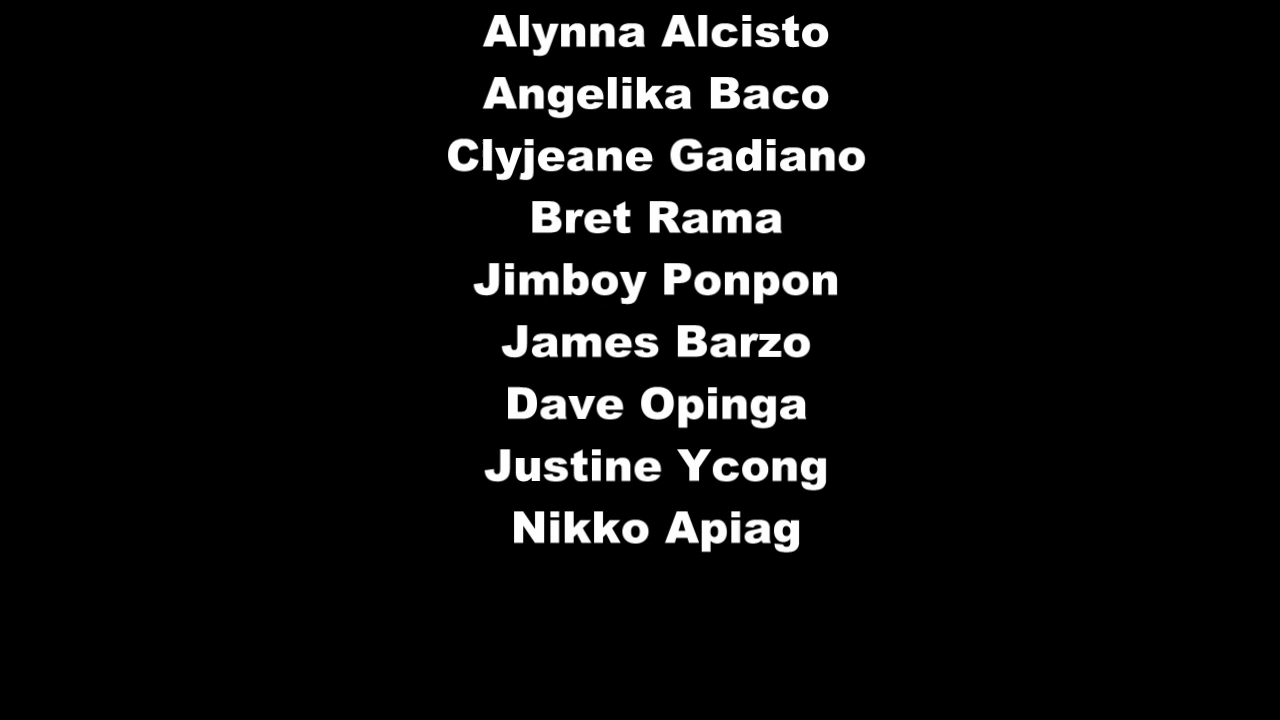 Alynna Alcisto
Angelika Baco
Clyjeane Gadiano
Bret Rama
Jimboy Ponpon
James Barzo
Dave Opinga
Justine Ycong
Nikko Apiag